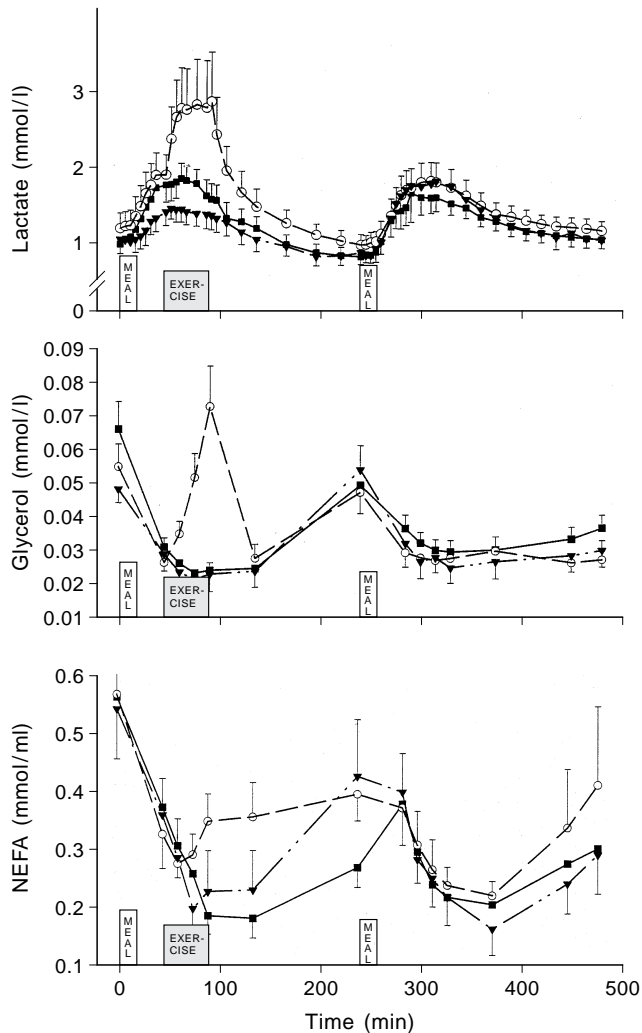 Lactate (mmol/l)
3
2
1
0
MEAL
EXER-
CISE
MEAL
Glycerol (mmol/l)
0.09
0.08
0.07
0.06
0.05
0.04
0.03
0.02
0.01
MEAL
EXER-
CISE
MEAL
NEFA (mmol/ml)
0.6
0.5
0.4
0.3
0.2
0.1
MEAL
EXER-
CISE
MEAL
0
100
200
300
400
500
Time (min)